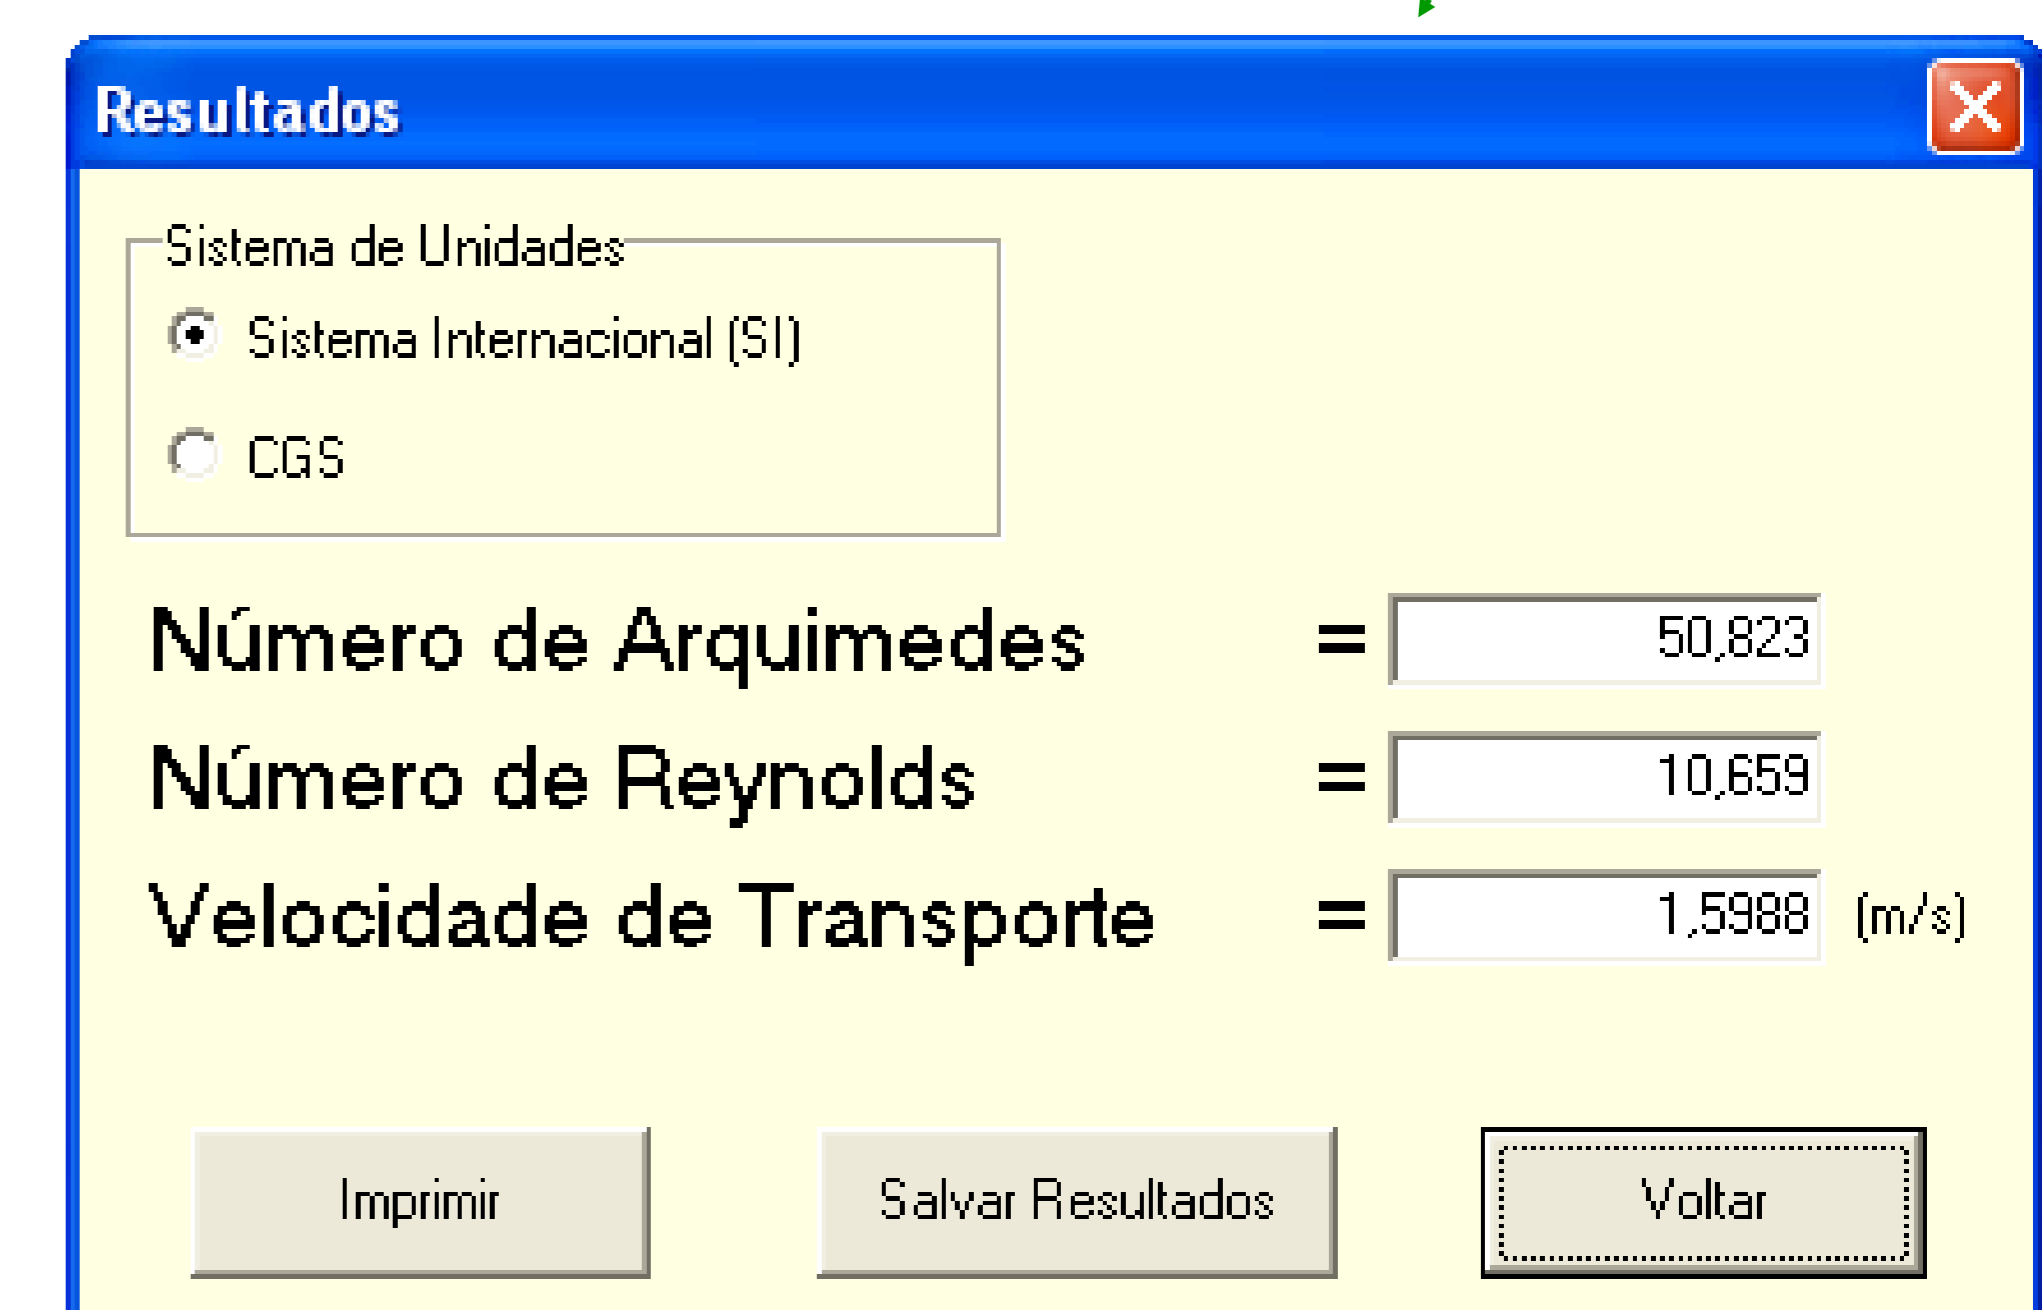 Resultados
Sistema de Unidades
Sistema Internacional (SI)
CGS
Número de Arquimedes = 50,823
Número de Reynolds = 10,659
Velocidade de Transporte = 1,5988 (m/s)
Imprimir Salvar Resultados Voltar